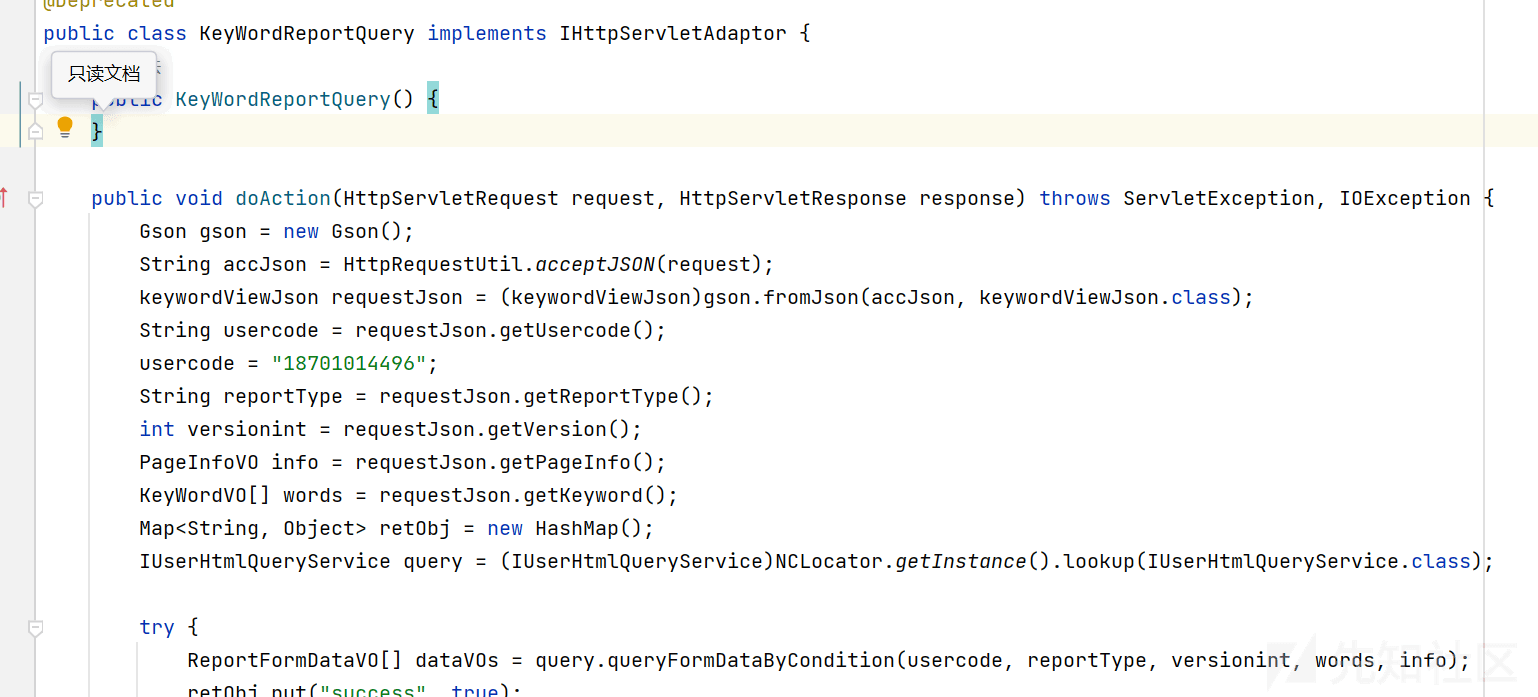 @Deprecated
public class KeyWordReportQuery implements IHttpServletAdaptor {
只读文档
public KeyWordReportQuery() {
}
public void doAction(HttpServletRequest request, HttpServletResponse response) throws ServletException, IOException {
Gson gson = new Gson();
String accJson = HttpRequestUtil.acceptJSON(request);
keywordViewJson requestJson = (keywordViewJson)gson.fromJson(accJson, keywordViewJson.class);
String usercode = requestJson.getUsercode();
usercode = "18701014496";
String reportType = requestJson.getReportType();
int versionint = requestJson.getVersion();
PageInfoVO info = requestJson.getPageInfo();
KeyWordVO[] words = requestJson.getKeyword();
Map<String, Object> retObj = new HashMap();
IUserHtmlQueryService query = (IUserHtmlQueryService)NCLocator.getInstance().lookup(IUserHtmlQueryService.class);
try {
ReportFormDataVO[] dataVOs = query.queryFormDataByCondition(usercode, reportType, versionint, words, info);
retObj.put("success", true);
先知社区